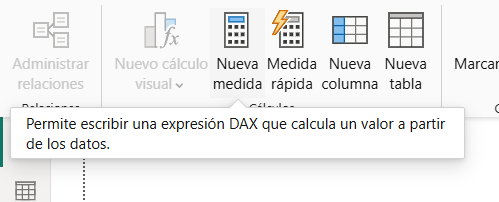 Administrar
relaciones
Nuevo cálculo
visual
Nueva
medida
Medida
rápida
Nueva
columna
Nueva
tabla
Marcar
Relaciones
Cálculos
Permite escribir una expresión DAX que calcula un valor a partir
de los datos.